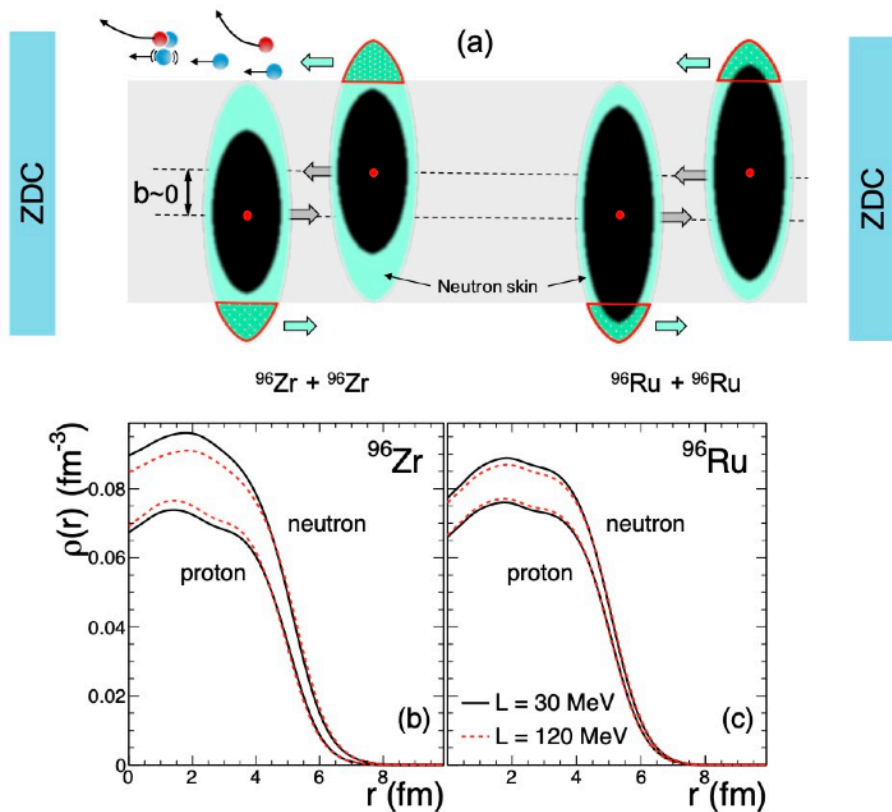 (a)
ZDC
ZDC
b~0
Neutron skin
⁹⁶Zr + ⁹⁶Zr
⁹⁶Ru + ⁹⁶Ru
ρ(r) (fm⁻³)
0.08
0.06
0.04
0.02
0
⁹⁶Zr
neutron
proton
(b)
0 2 4 6 8
r (fm)
⁹⁶Ru
neutron
proton
L = 30 MeV
L = 120 MeV
(c)
2 4 6 8
r (fm)